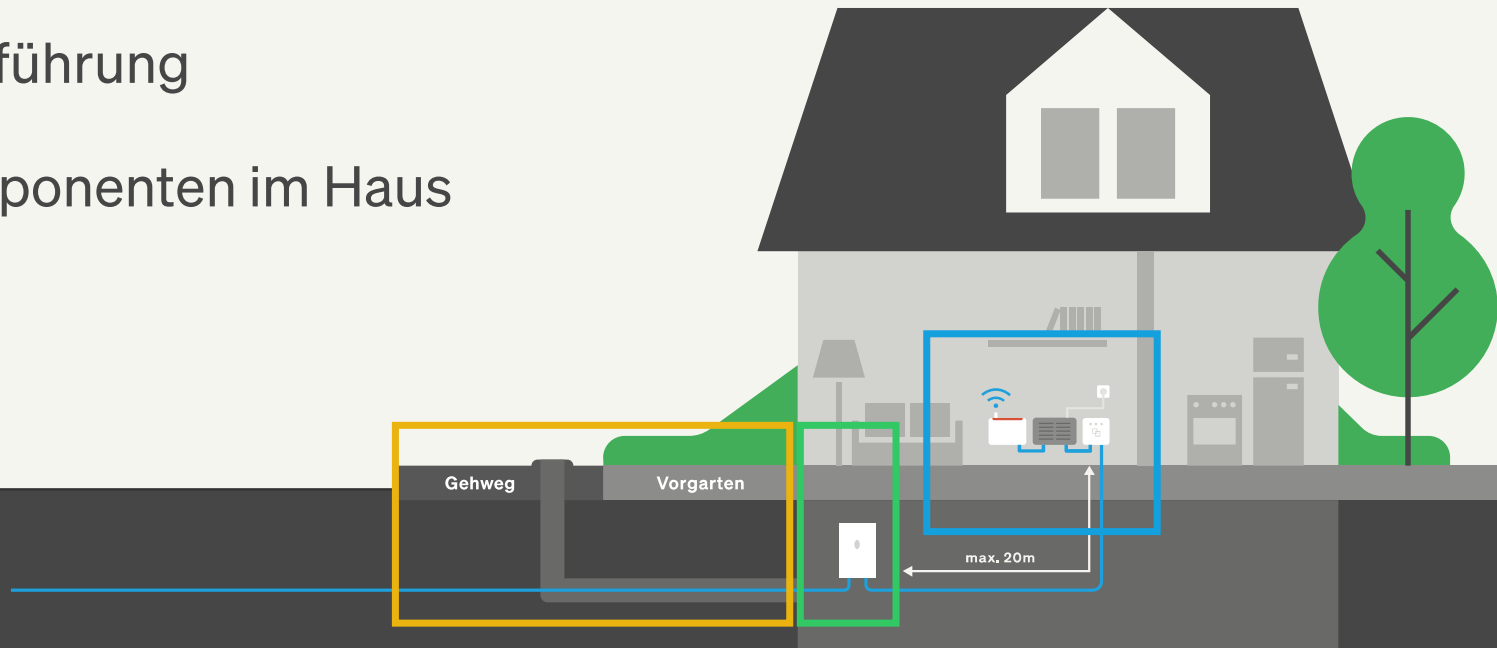 führung
ponenten im Haus
Gehweg
Vorgarten
max. 20m